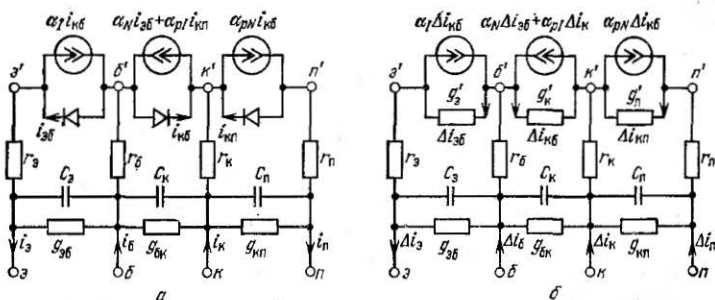 α_I i_кб α_N i_эб + α_pI i_кп α_pN i_кб
э' б' к' п'
i_эб i_кб i_кп
r_э r_б r_к r_п
C_э C_к C_п
g_эб g_бк g_кп
i_э i_б i_к i_п
э б к п
а
α_I Δi_кб α_N Δi_эб + α_pI Δi_к α_pN Δi_кб
э' б' к' п'
g'_э g'_к g'_п
Δi_эб Δi_кб Δi_кп
r_э r_б r_к r_п
C_э C_к C_п
g_эб g_бк g_кп
Δi_э Δi_б Δi_к Δi_п
э б к п
б